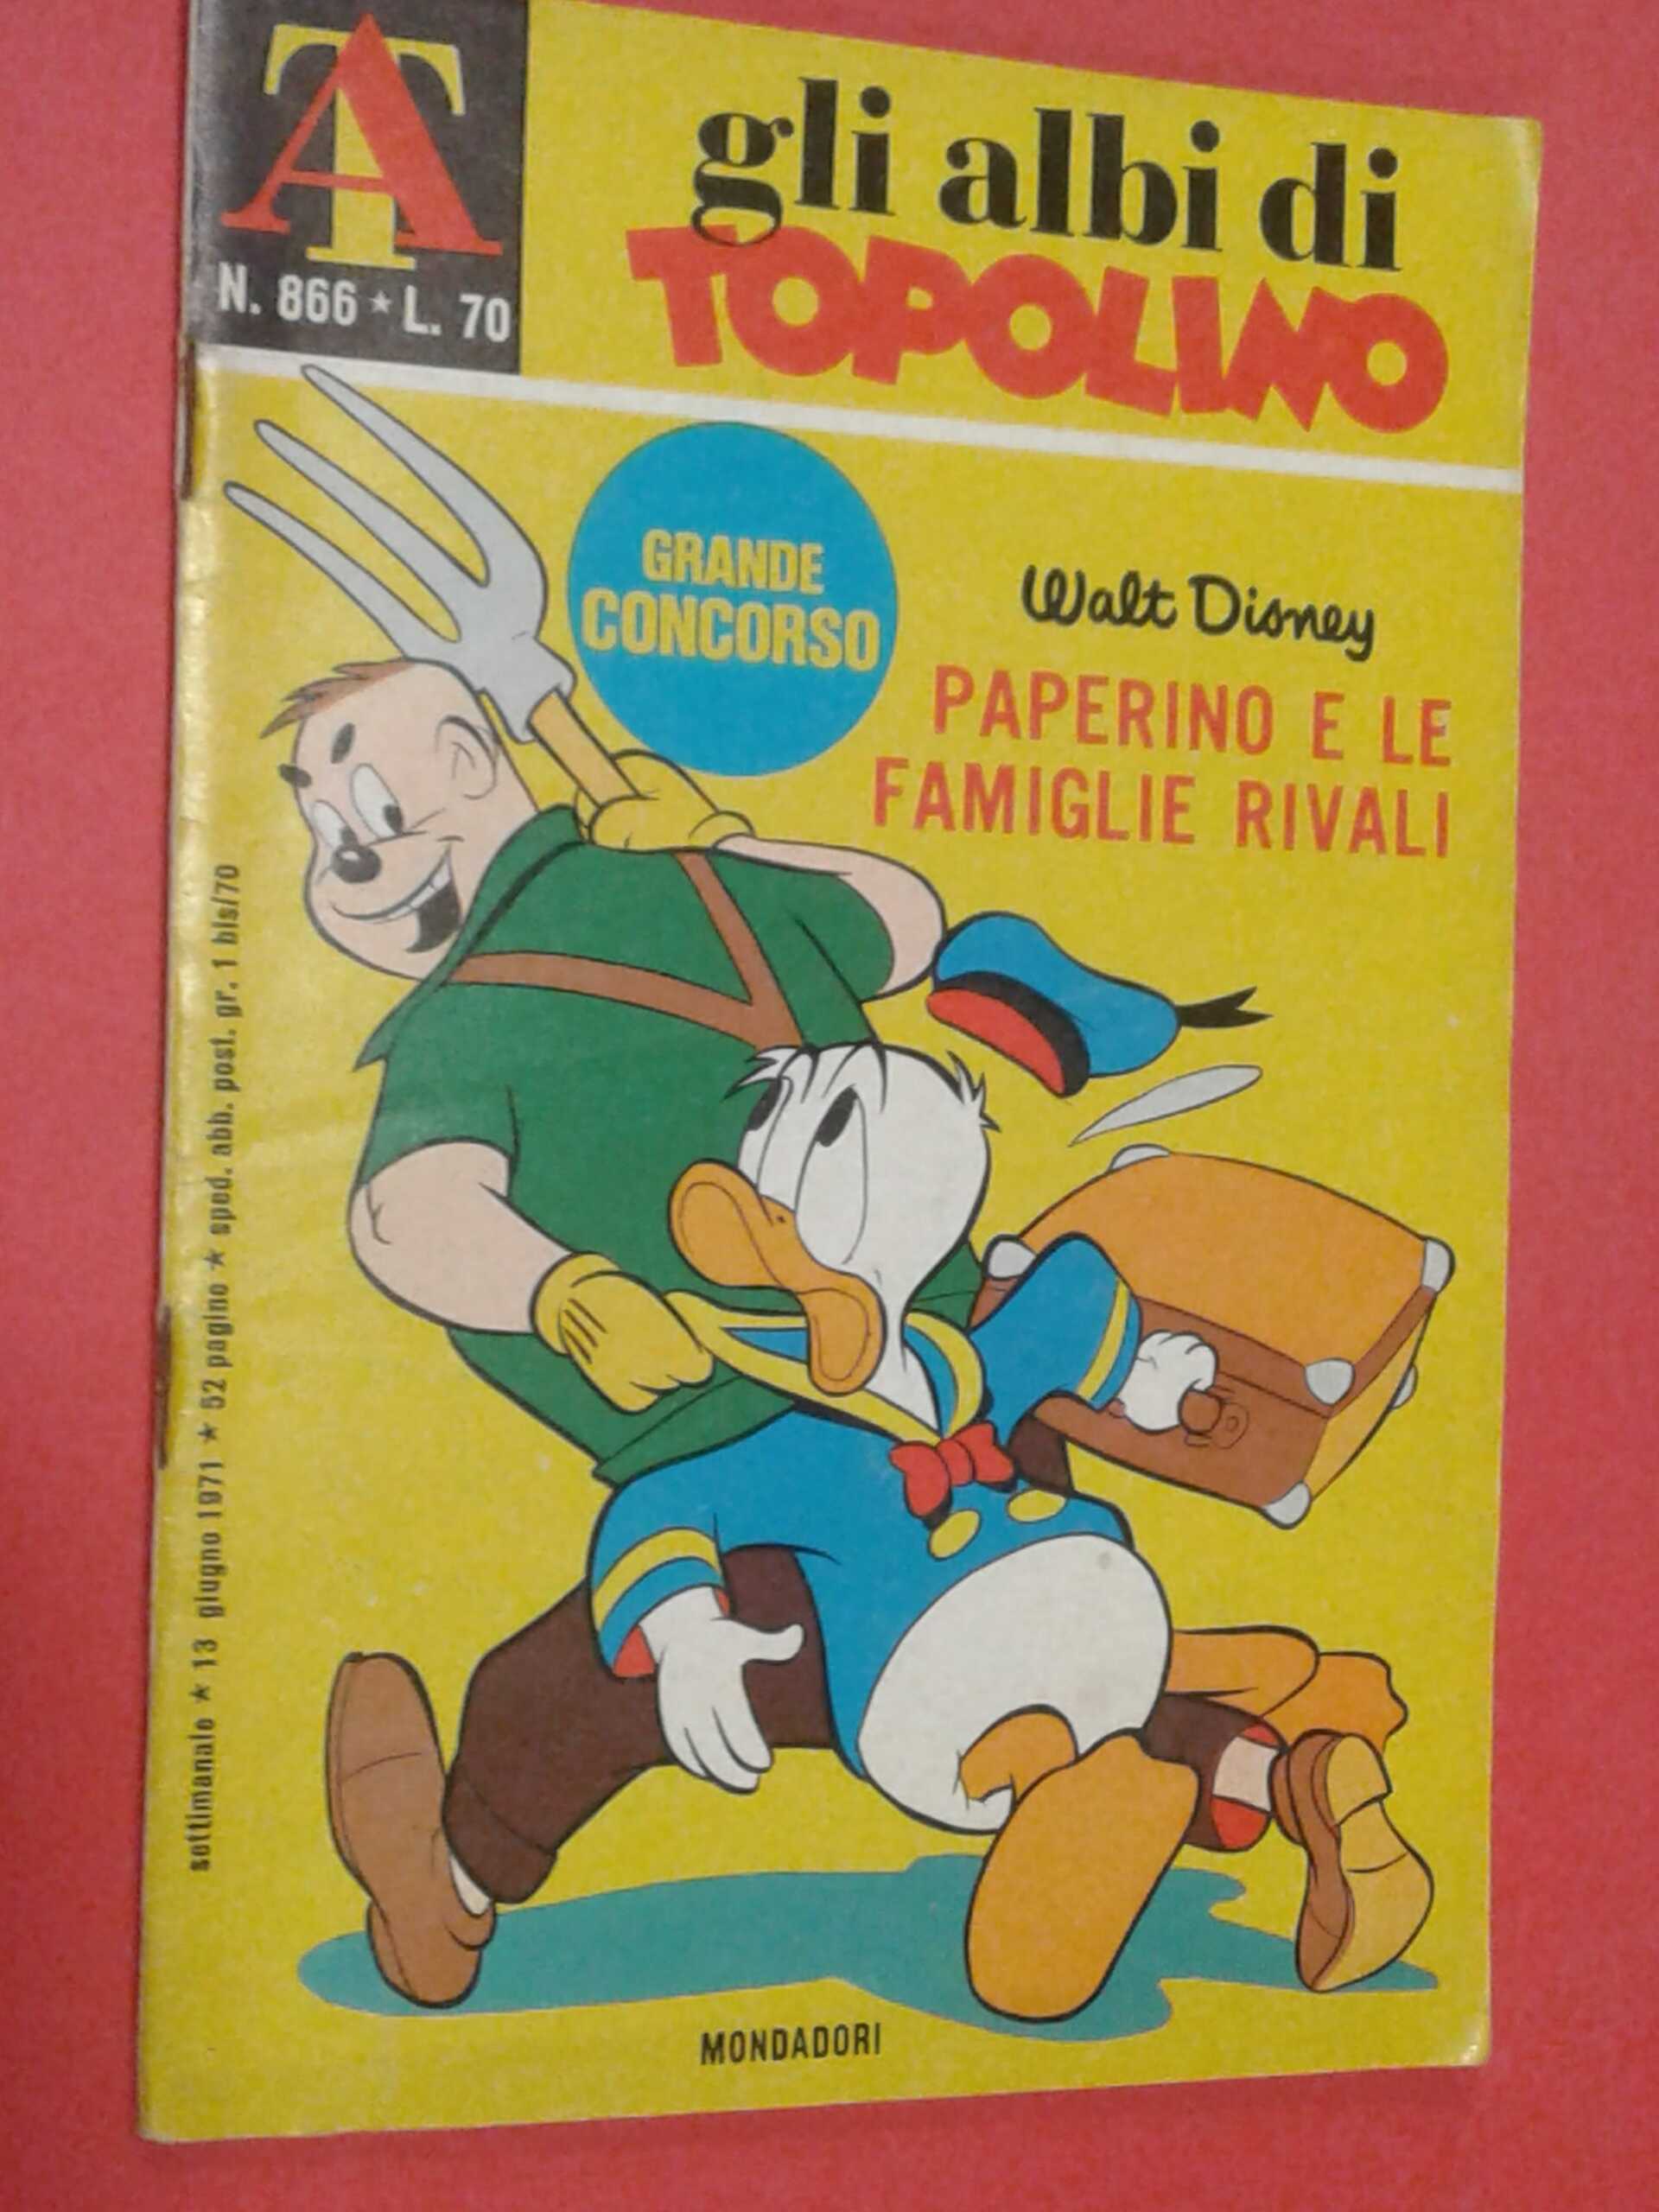 AT
N. 866 ★ L. 70
gli albi di
TOPOLINO
GRANDE
CONCORSO
Walt Disney
PAPERINO E LE
FAMIGLIE RIVALI
settimanale ★ 13 giugno 1971 ★ 52 pagine ★ sped. abb. post. gr. 1 bis/70
MONDADORI